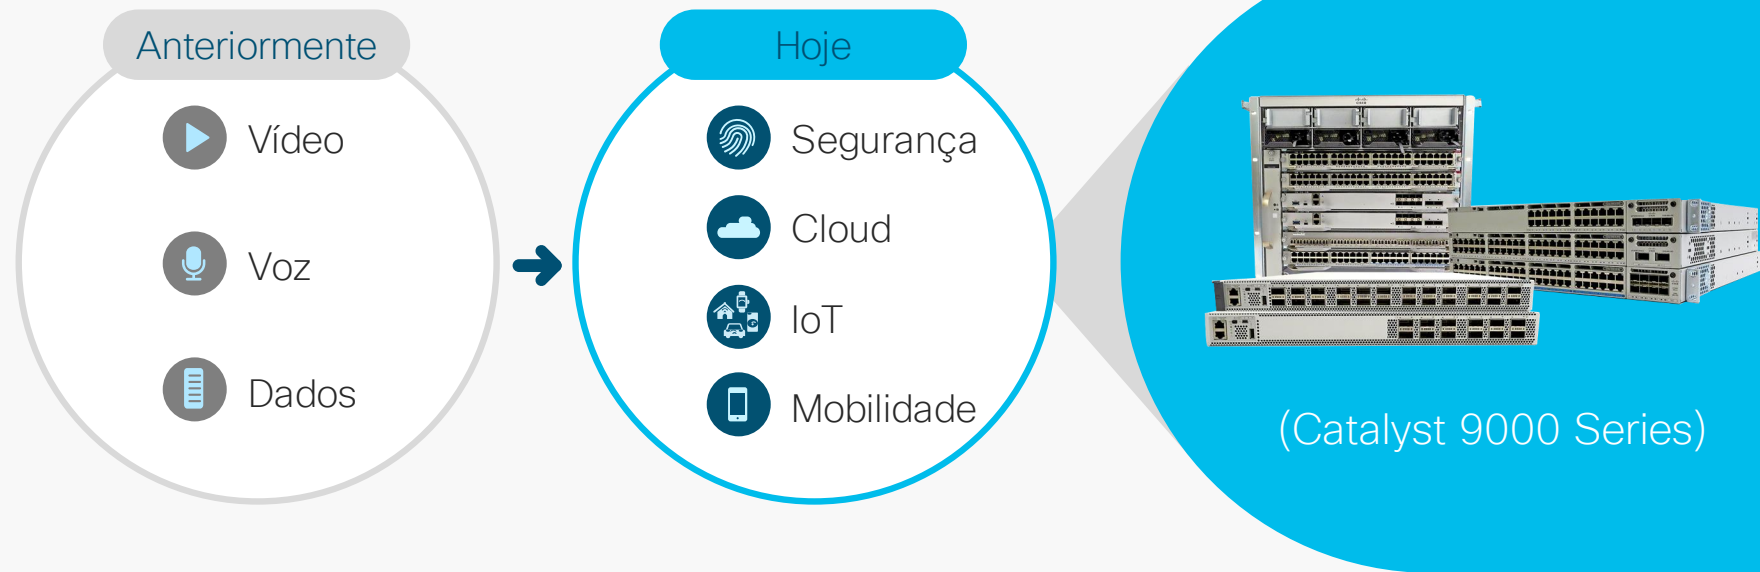 Anteriormente
Vídeo
Voz
Dados
Hoje
Segurança
Cloud
IoT
Mobilidade
(Catalyst 9000 Series)